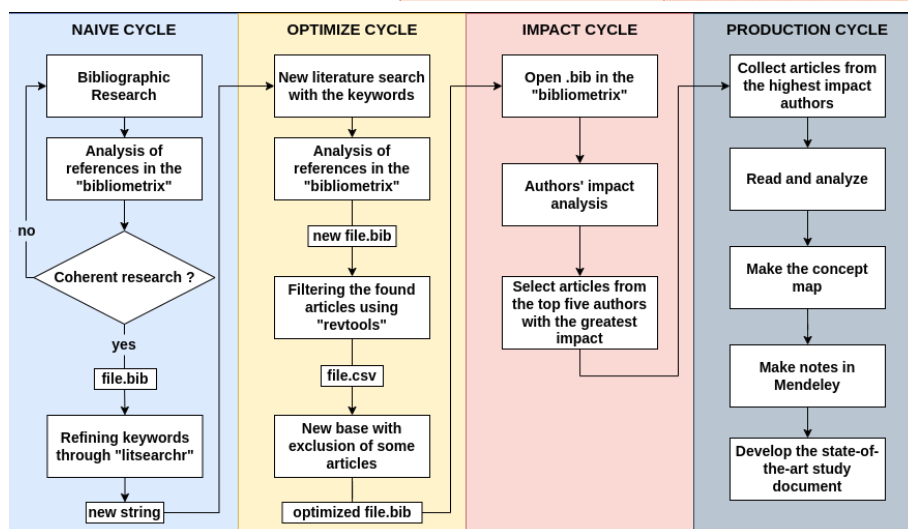 NAIVE CYCLE
Bibliographic
Research
Analysis of
references in the
"bibliometrix"
no
Coherent research ?
yes
file.bib
Refining keywords
through "litsearchr"
new string
OPTIMIZE CYCLE
New literature search
with the keywords
Analysis of
references in the
"bibliometrix"
new file.bib
Filtering the found
articles using
"revtools"
file.csv
New base with
exclusion of some
articles
optimized file.bib
IMPACT CYCLE
Open .bib in the
"bibliometrix"
Authors' impact
analysis
Select articles from
the top five authors
with the greatest
impact
PRODUCTION CYCLE
Collect articles from
the highest impact
authors
Read and analyze
Make the concept
map
Make notes in
Mendeley
Develop the state-of-
the-art study
document